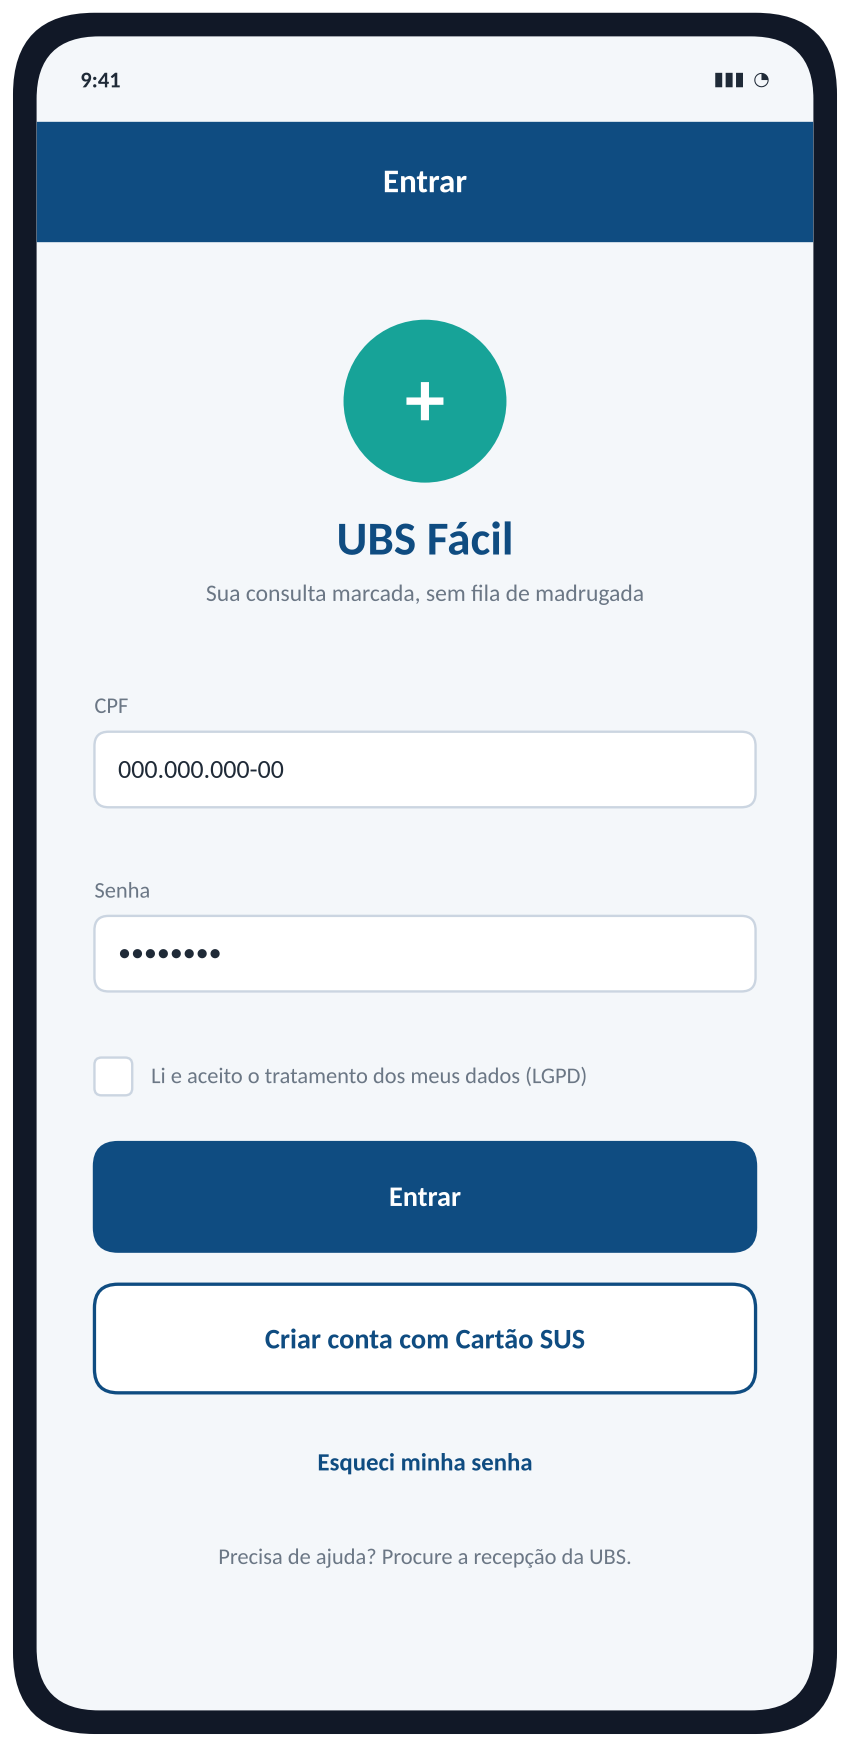 9:41
Entrar
+
UBS Fácil
Sua consulta marcada, sem fila de madrugada
CPF
000.000.000-00
Senha
••••••••
Li e aceito o tratamento dos meus dados (LGPD)
Entrar
Criar conta com Cartão SUS
Esqueci minha senha
Precisa de ajuda? Procure a recepção da UBS.